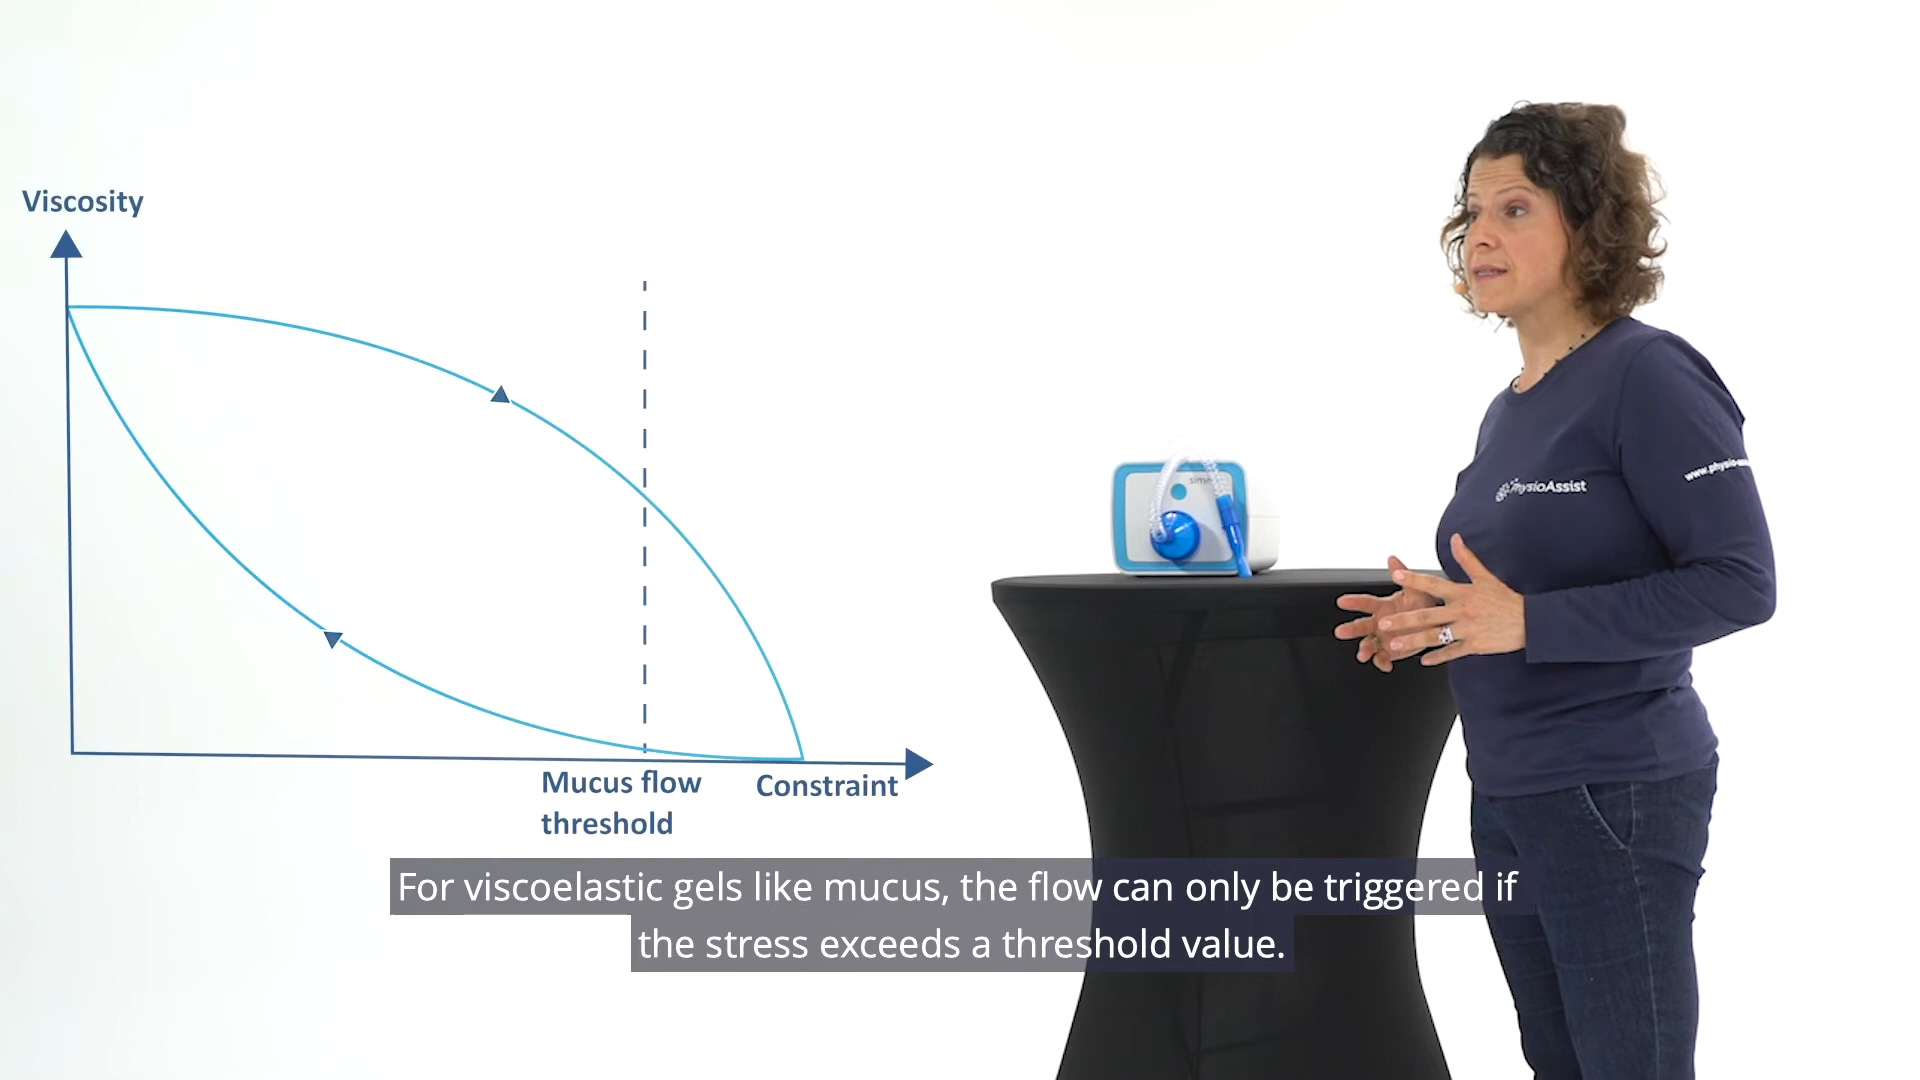 Viscosity
Mucus flow
threshold
Constraint
PhysioAssist
For viscoelastic gels like mucus, the flow can only be triggered if
the stress exceeds a threshold value.